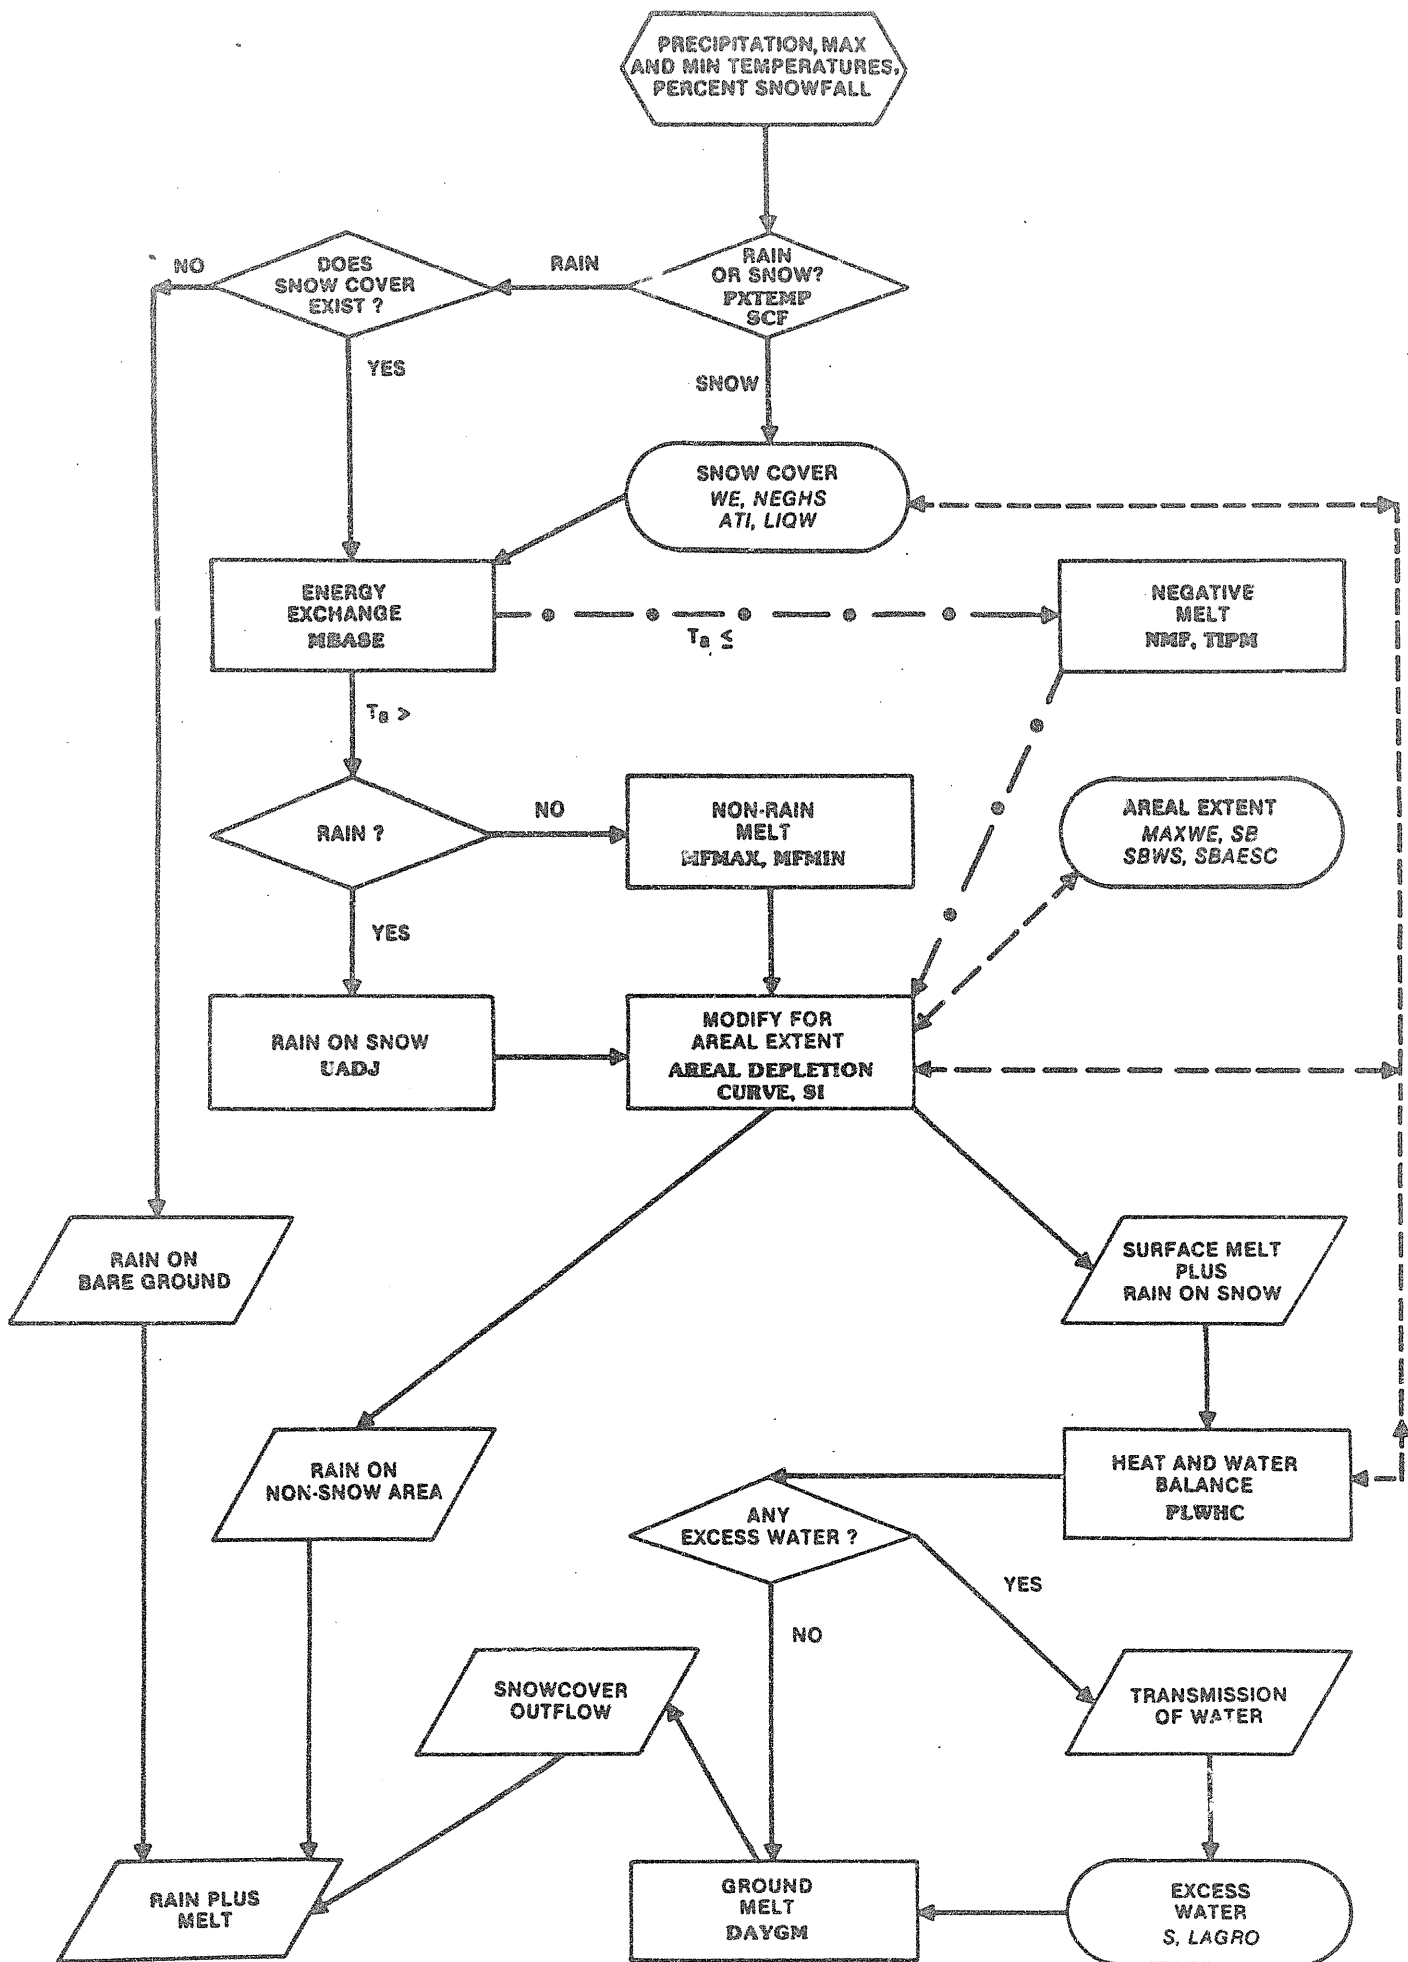 PRECIPITATION, MAX
AND MIN TEMPERATURES,
PERCENT SNOWFALL
RAIN
OR SNOW?
PXTEMP
SCF
RAIN
DOES
SNOW COVER
EXIST ?
NO
YES
SNOW
SNOW COVER
WE, NEGHS
ATI, LIQW
ENERGY
EXCHANGE
MBASE
Ta ≤
NEGATIVE
MELT
NMF, TIPM
Ta >
RAIN ?
NO
NON-RAIN
MELT
MFMAX, MFMIN
AREAL EXTENT
MAXWE, SB
SBWS, SBAESC
YES
RAIN ON SNOW
UADJ
MODIFY FOR
AREAL EXTENT
AREAL DEPLETION
CURVE, SI
RAIN ON
BARE GROUND
SURFACE MELT
PLUS
RAIN ON SNOW
RAIN ON
NON-SNOW AREA
HEAT AND WATER
BALANCE
PLWHC
ANY
EXCESS WATER ?
YES
NO
SNOWCOVER
OUTFLOW
TRANSMISSION
OF WATER
RAIN PLUS
MELT
GROUND
MELT
DAYGM
EXCESS
WATER
S, LAGRO